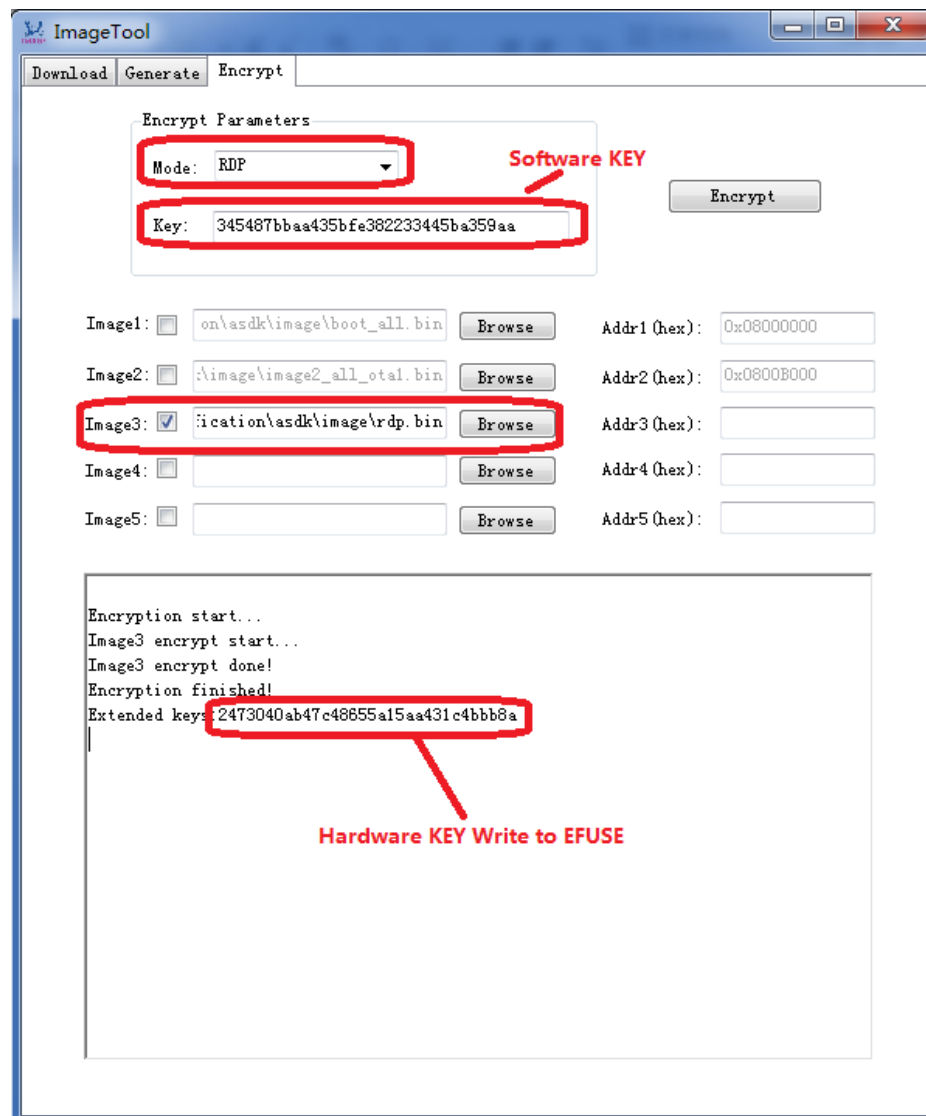 ImageTool
Download Generate Encrypt
Encrypt Parameters
Mode: RDP
Software KEY
Encrypt
Key: 345487bbaa435bfe382233445ba359aa
Image1: on\asdk\image\boot_all.bin Browse Addr1(hex): 0x08000000
Image2: :\image\image2_all_ota1.bin Browse Addr2(hex): 0x0800B000
Image3: ication\asdk\image\rdp.bin Browse Addr3(hex):
Image4: Browse Addr4(hex):
Image5: Browse Addr5(hex):
Encryption start...
Image3 encrypt start...
Image3 encrypt done!
Encryption finished!
Extended keys:2473040ab47c48655a15aa431c4bbb8a
Hardware KEY Write to EFUSE